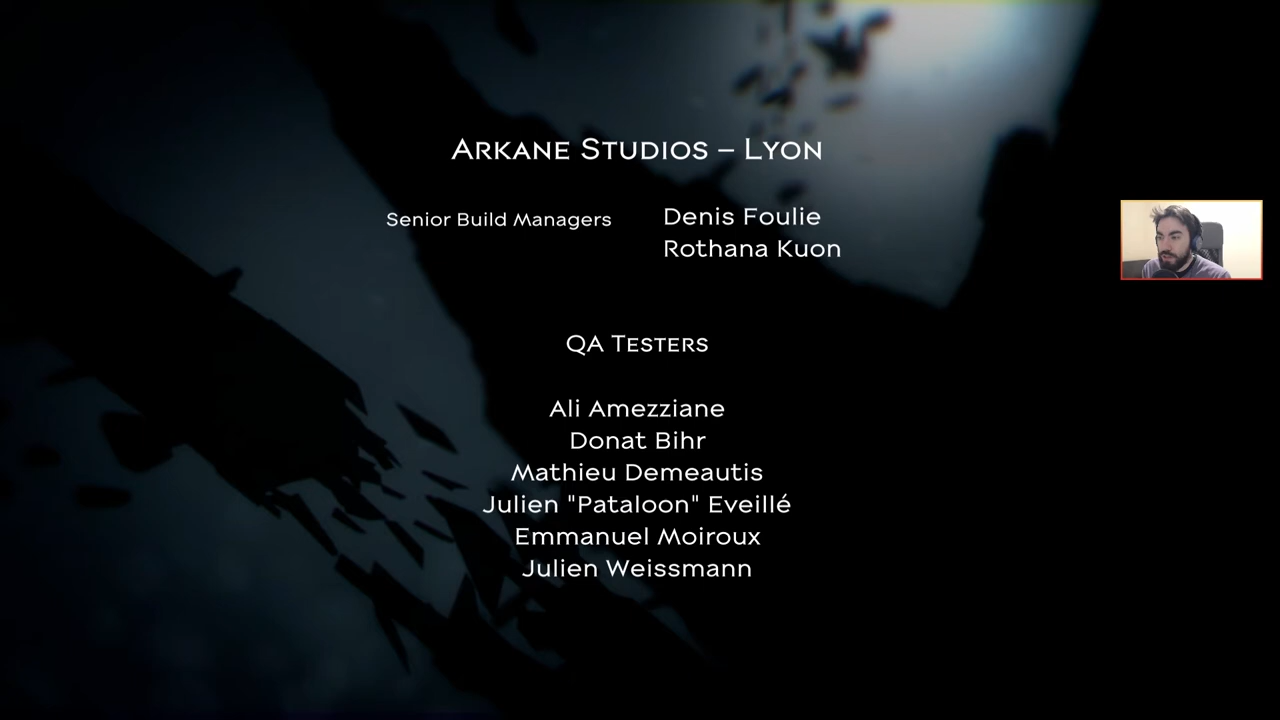 Arkane Studios – Lyon
Senior Build Managers Denis Foulie
Rothana Kuon
QA Testers
Ali Amezziane
Donat Bihr
Mathieu Demeautis
Julien "Pataloon" Eveillé
Emmanuel Moiroux
Julien Weissmann